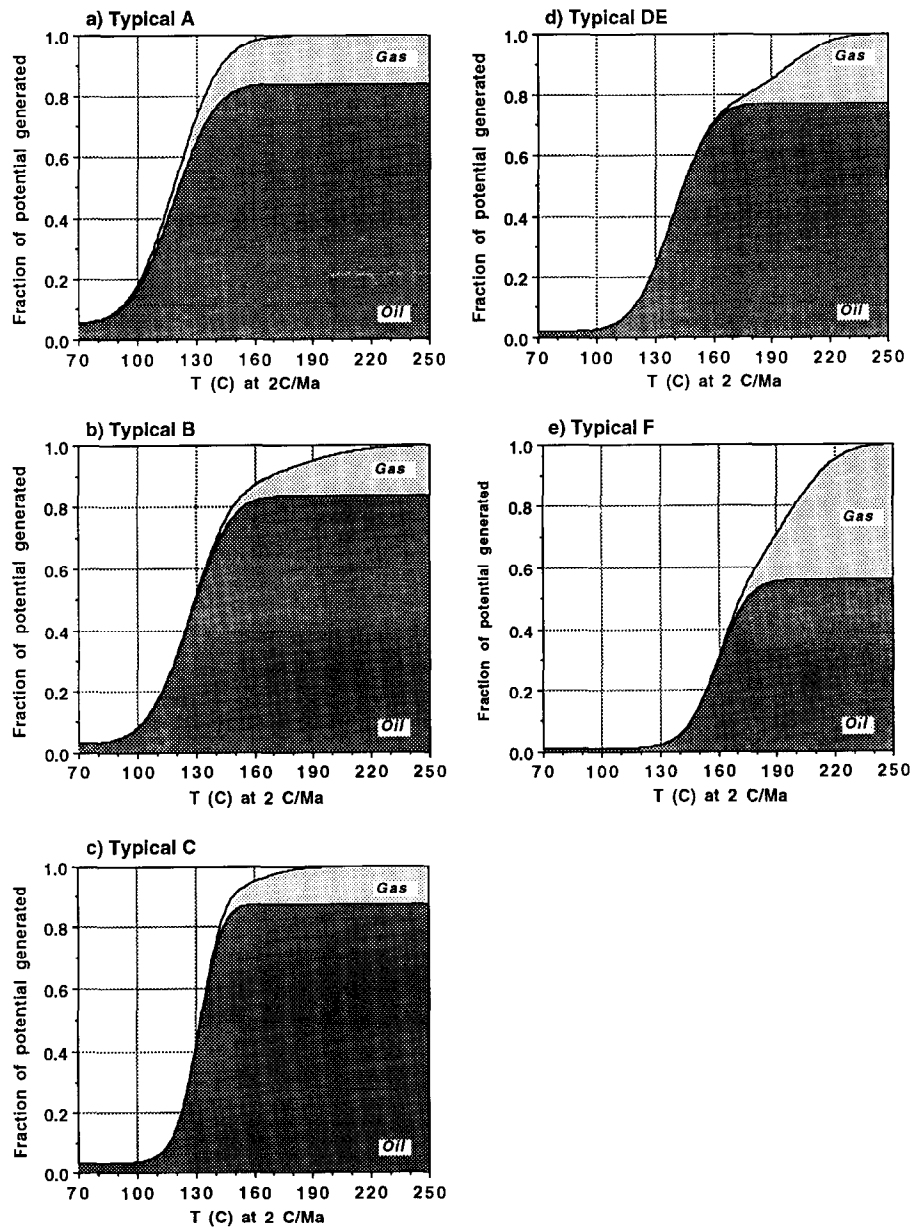 a) Typical A
Fraction of potential generated
1.0
0.8
0.6
0.4
0.2
0.0
Gas
Oil
70 100 130 160 190 220 250
T (C) at 2C/Ma
b) Typical B
Fraction of potential generated
1.0
0.8
0.6
0.4
0.2
0.0
Gas
Oil
70 100 130 160 190 220 250
T (C) at 2 C/Ma
c) Typical C
Fraction of potential generated
1.0
0.8
0.6
0.4
0.2
0.0
Gas
Oil
70 100 130 160 190 220 250
T (C) at 2 C/Ma
d) Typical DE
Fraction of potential generated
1.0
0.8
0.6
0.4
0.2
0.0
Gas
Oil
70 100 130 160 190 220 250
T (C) at 2 C/Ma
e) Typical F
Fraction of potential generated
1.0
0.8
0.6
0.4
0.2
0.0
Gas
Oil
70 100 130 160 190 220 250
T (C) at 2 C/Ma